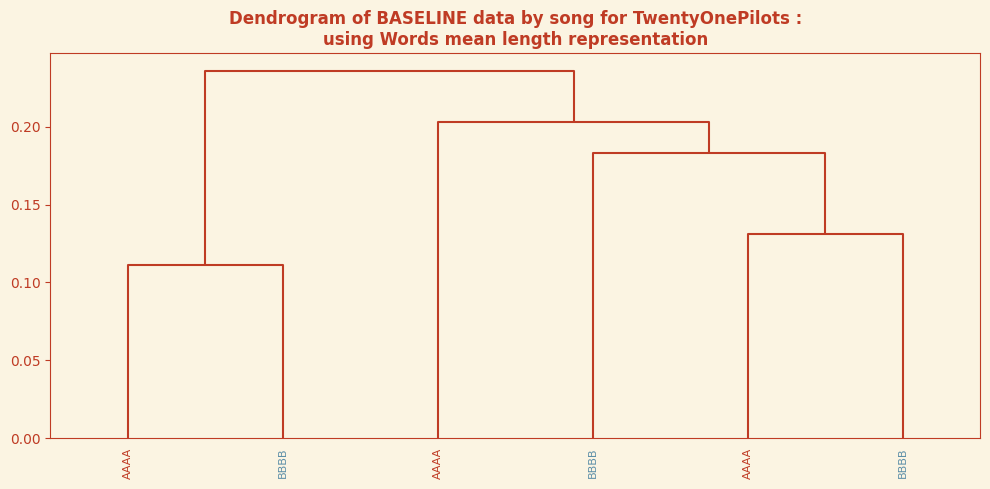 Dendrogram of BASELINE data by song for TwentyOnePilots :
using Words mean length representation
0.20
0.15
0.10
0.05
0.00
AAAA
BBBB
AAAA
BBBB
AAAA
BBBB